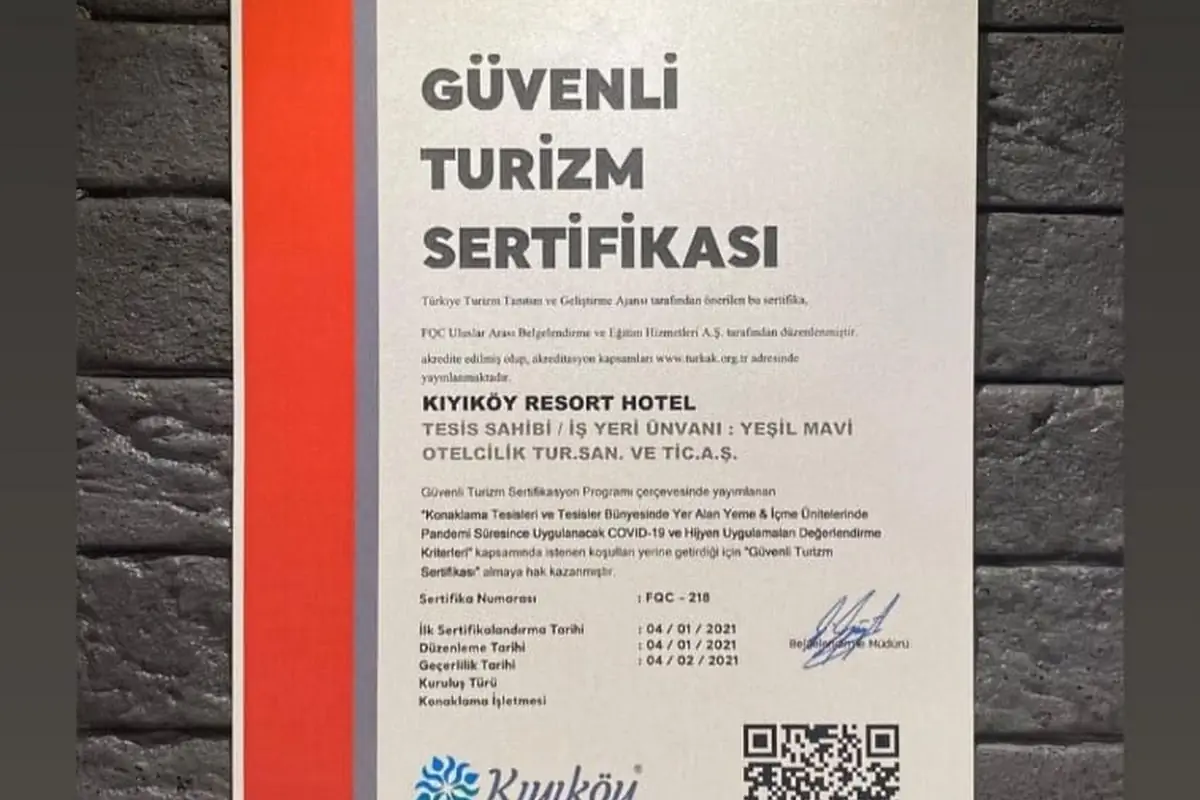 GÜVENLİ
TURİZM
SERTİFİKASI
Türkiye Turizm Tanıtım ve Geliştirme Ajansı tarafından önerilen bu sertifika,
FQC Uluslar Arası Belgelendirme ve Eğitim Hizmetleri A.Ş. tarafından düzenlenmiştir.
akredite edilmiş olup, akreditasyon kapsamları www.turkak.org.tr adresinde
yayınlanmaktadır.
KIYIKÖY RESORT HOTEL
TESİS SAHİBİ / İŞ YERİ ÜNVANI : YEŞİL MAVİ
OTELCİLİK TUR.SAN. VE TİC.A.Ş.
Güvenli Turizm Sertifikasyon Programı çerçevesinde yayımlanan
"Konaklama Tesisleri ve Tesisler Bünyesinde Yer Alan Yeme & İçme Ünitelerinde
Pandemi Süresince Uygulanacak COVID-19 ve Hijyen Uygulamaları Değerlendirme
Kriterleri" kapsamında istenen koşulları yerine getirdiği için "Güvenli Turizm
Sertifikası" almaya hak kazanmıştır.
Sertifika Numarası : FQC - 218
İlk Sertifikalandırma Tarihi : 04 / 01 / 2021
Düzenleme Tarihi : 04 / 01 / 2021
Geçerlilik Tarihi : 04 / 02 / 2021
Kuruluş Türü
Konaklama İşletmesi
Belgelendirme Müdürü
Kıyıköy®